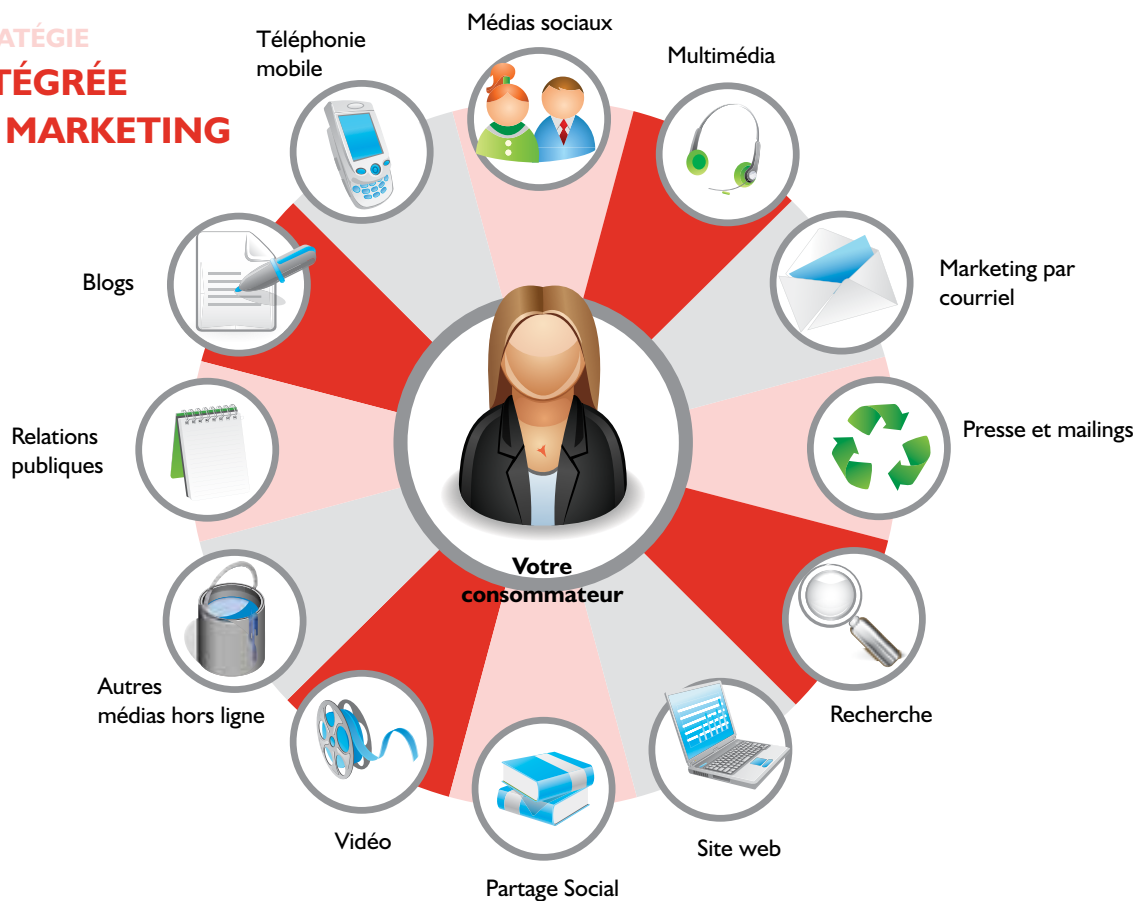 ATÉGIE
TÉGRÉE
MARKETING
Médias sociaux
Téléphonie
mobile
Multimédia
Blogs
Marketing par
courriel
Relations
publiques
Presse et mailings
Votre
consommateur
Autres
médias hors ligne
Recherche
Vidéo
Site web
Partage Social